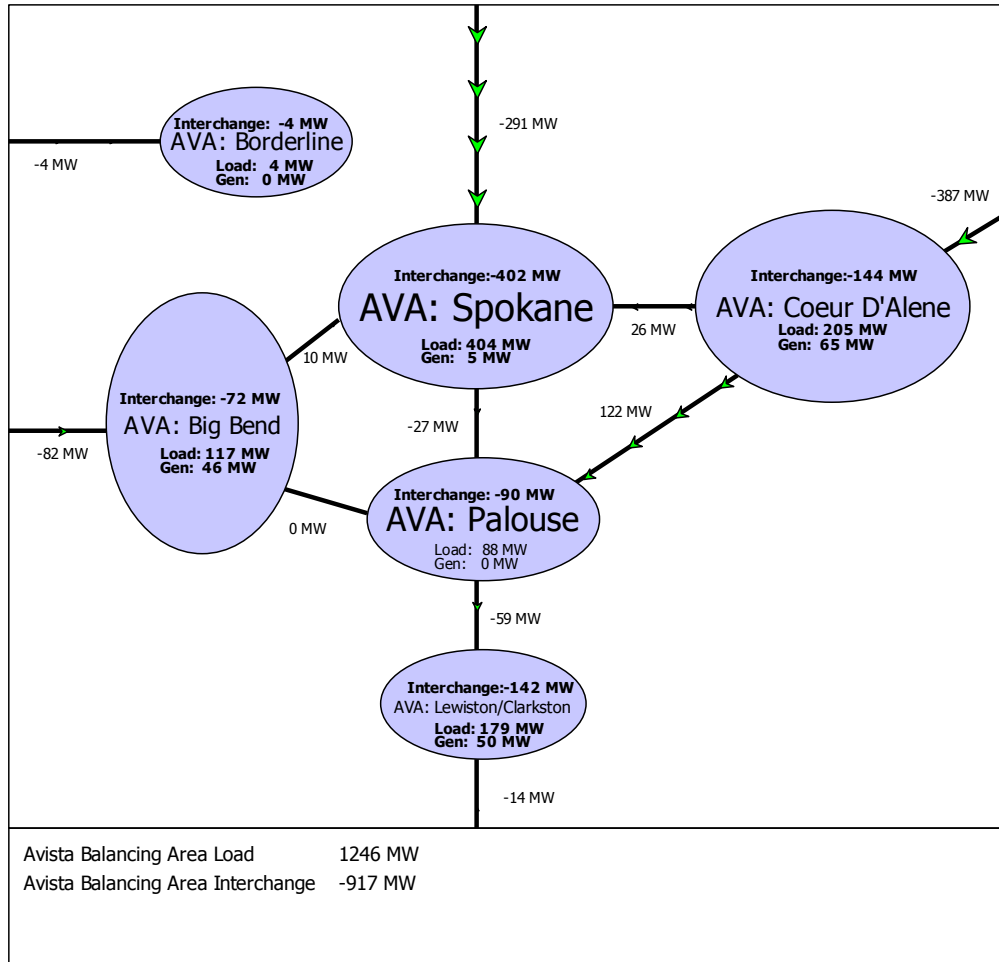 Interchange: -4 MW
AVA: Borderline
Load: 4 MW
Gen: 0 MW
-4 MW
-291 MW
-387 MW
Interchange:-402 MW
AVA: Spokane
Load: 404 MW
Gen: 5 MW
Interchange:-144 MW
AVA: Coeur D'Alene
Load: 205 MW
Gen: 65 MW
26 MW
10 MW
Interchange: -72 MW
AVA: Big Bend
Load: 117 MW
Gen: 46 MW
-82 MW
-27 MW
122 MW
0 MW
Interchange: -90 MW
AVA: Palouse
Load: 88 MW
Gen: 0 MW
-59 MW
Interchange:-142 MW
AVA: Lewiston/Clarkston
Load: 179 MW
Gen: 50 MW
-14 MW
Avista Balancing Area Load 1246 MW
Avista Balancing Area Interchange -917 MW